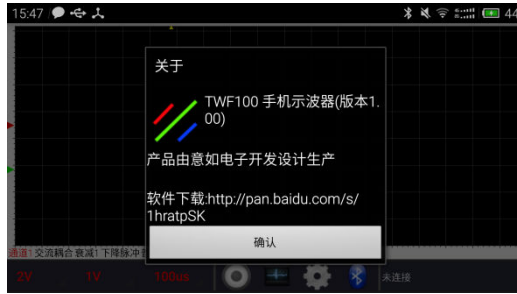 15:47
44
关于
TWF100 手机示波器(版本1.
00)
产品由意如电子开发设计生产
软件下载:http://pan.baidu.com/s/
1hratpSK
确认
通道1 交流耦合 衰减1 下降脉冲
2V 1V 100us 未连接